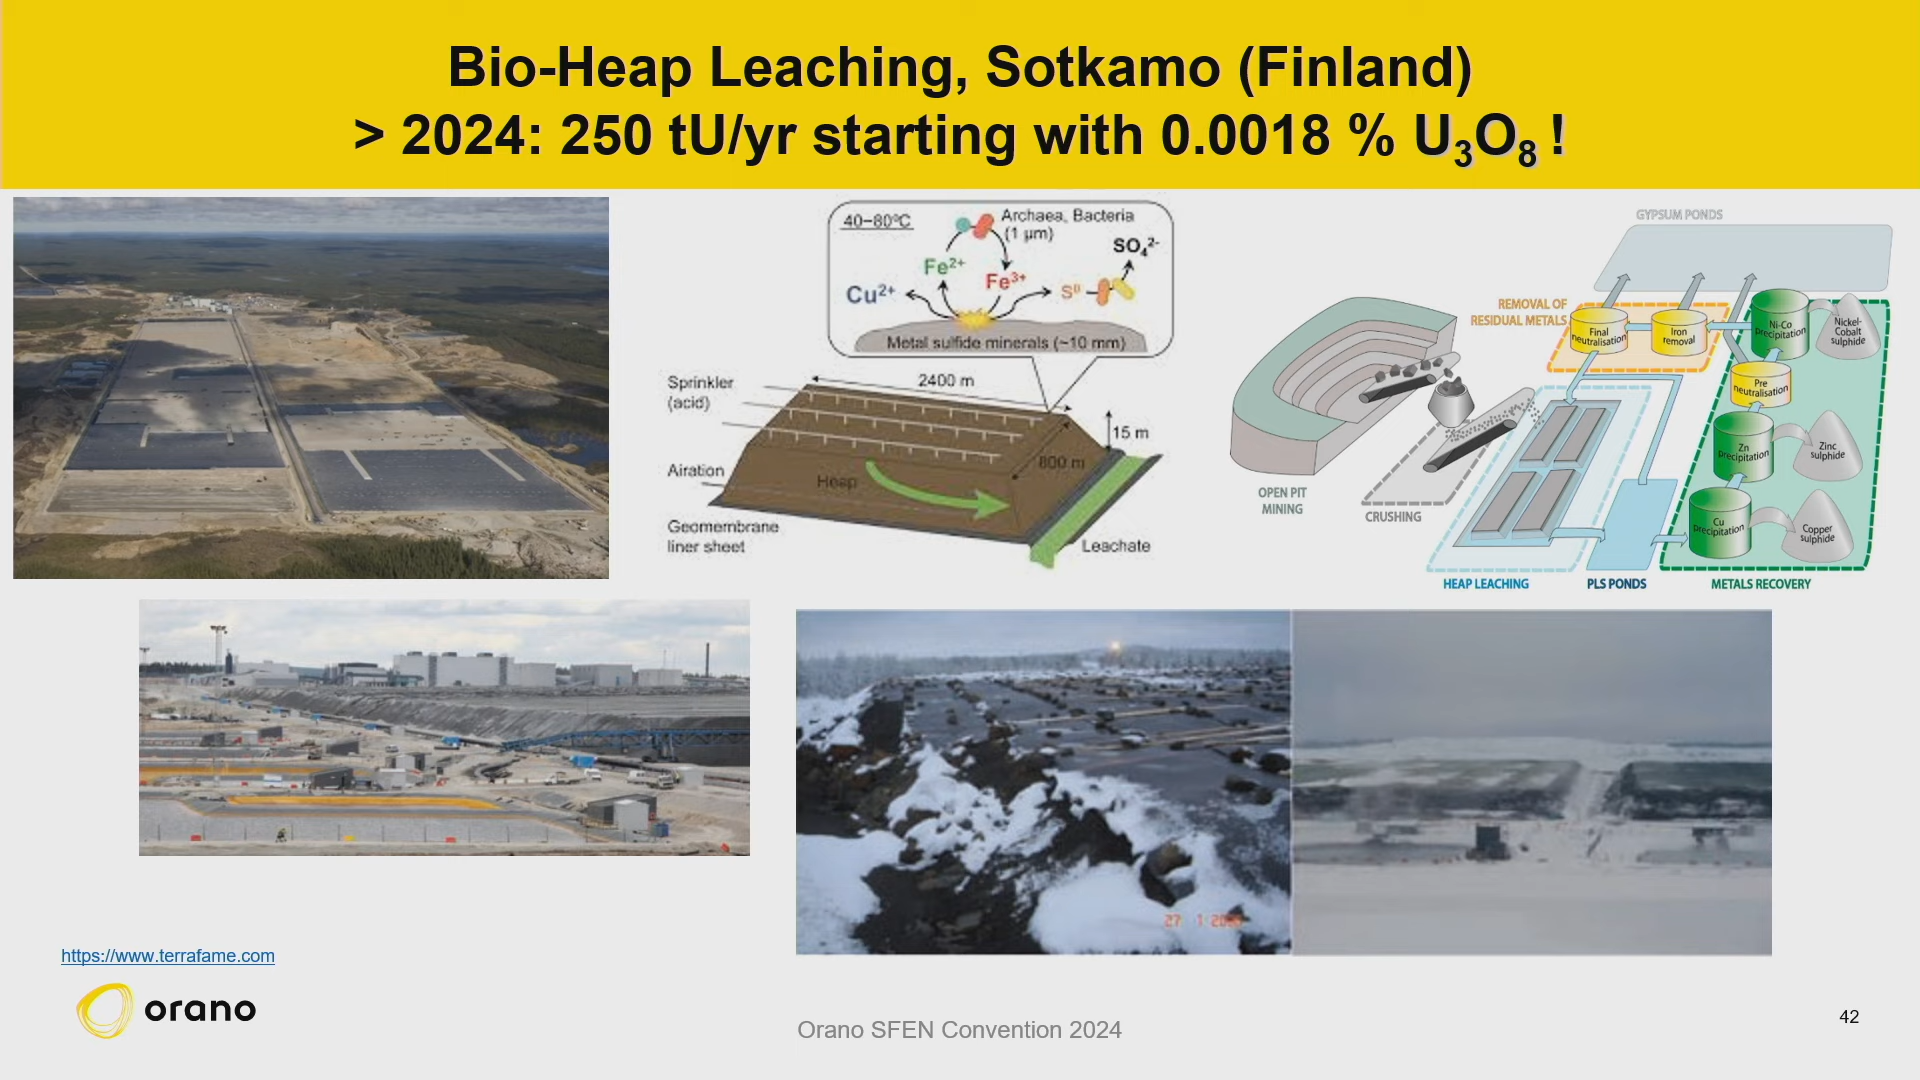 Bio-Heap Leaching, Sotkamo (Finland)
> 2024: 250 tU/yr starting with 0.0018 % U₃O₈ !
40–80ºC
Archaea, Bacteria
(1 μm)
SO₄²⁻
Fe²⁺
Fe³⁺
Cu²⁺
S⁰
Metal sulfide minerals (~10 mm)
Sprinkler
(acid)
2400 m
15 m
800 m
Airation
Heap
Geomembrane
liner sheet
Leachate
GYPSUM PONDS
REMOVAL OF
RESIDUAL METALS
Final
neutralisation
Iron
removal
Ni-Co
precipitation
Nickel-
Cobalt
sulphide
Pre
neutralisation
Zn
precipitation
Zinc
sulphide
Cu
precipitation
Copper
sulphide
OPEN PIT
MINING
CRUSHING
HEAP LEACHING
PLS PONDS
METALS RECOVERY
27 1
https://www.terrafame.com
orano
Orano SFEN Convention 2024
42